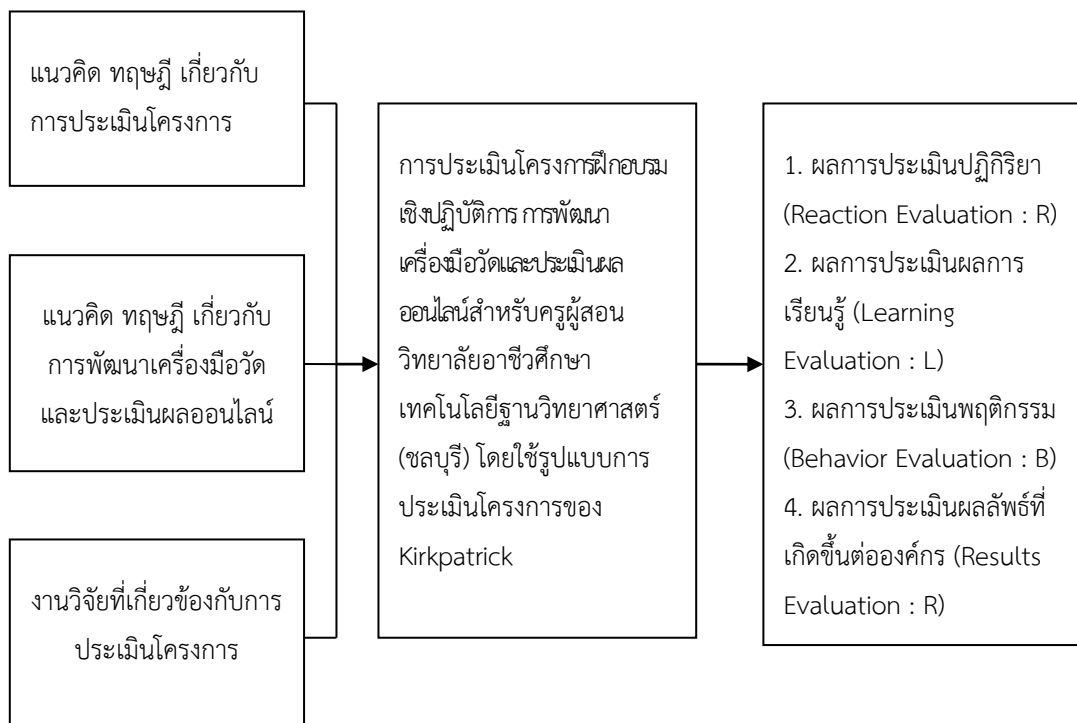 แนวคิด ทฤษฎี เกี่ยวกับ
การประเมินโครงการ
แนวคิด ทฤษฎี เกี่ยวกับ
การพัฒนาเครื่องมือวัด
และประเมินผลออนไลน์
งานวิจัยที่เกี่ยวข้องกับการ
ประเมินโครงการ
การประเมินโครงการฝึกอบรม
เชิงปฏิบัติการ การพัฒนา
เครื่องมือวัดและประเมินผล
ออนไลน์สำหรับครูผู้สอน
วิทยาลัยอาชีวศึกษา
เทคโนโลยีฐานวิทยาศาสตร์
(ชลบุรี) โดยใช้รูปแบบการ
ประเมินโครงการของ
Kirkpatrick
1. ผลการประเมินปฏิกิริยา
(Reaction Evaluation : R)
2. ผลการประเมินผลการ
เรียนรู้ (Learning
Evaluation : L)
3. ผลการประเมินพฤติกรรม
(Behavior Evaluation : B)
4. ผลการประเมินผลลัพธ์ที่
เกิดขึ้นต่อองค์กร (Results
Evaluation : R)